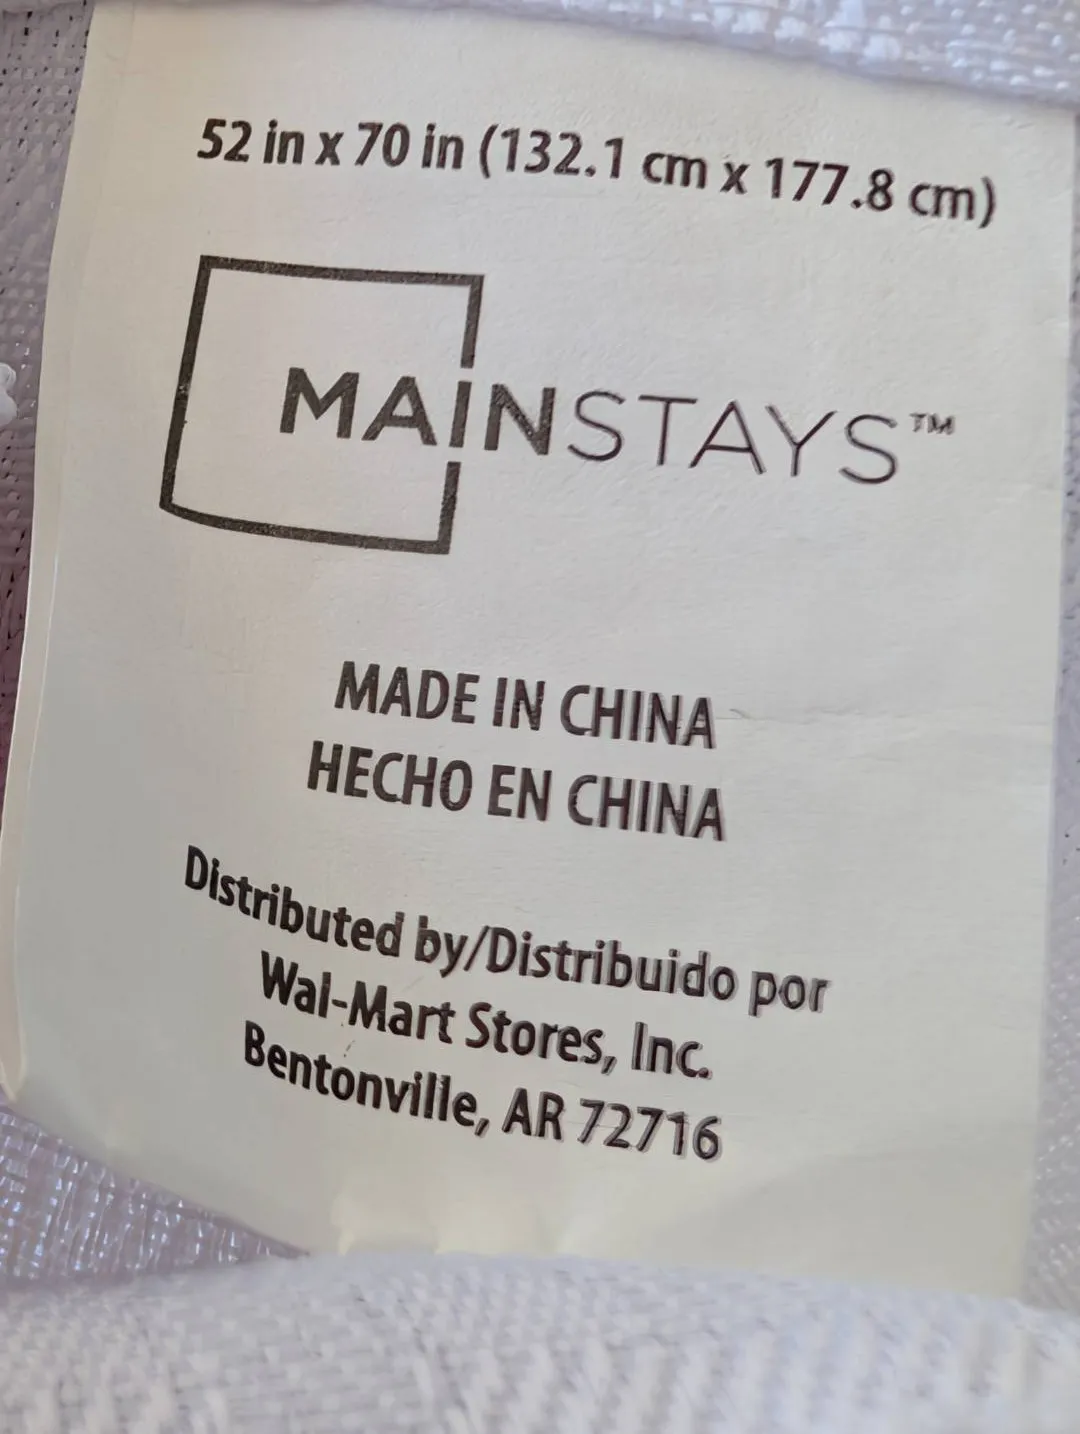 52 in x 70 in (132.1 cm x 177.8 cm)
MAINSTAYS™
MADE IN CHINA
HECHO EN CHINA
Distributed by/Distribuido por
Wal-Mart Stores, Inc.
Bentonville, AR 72716